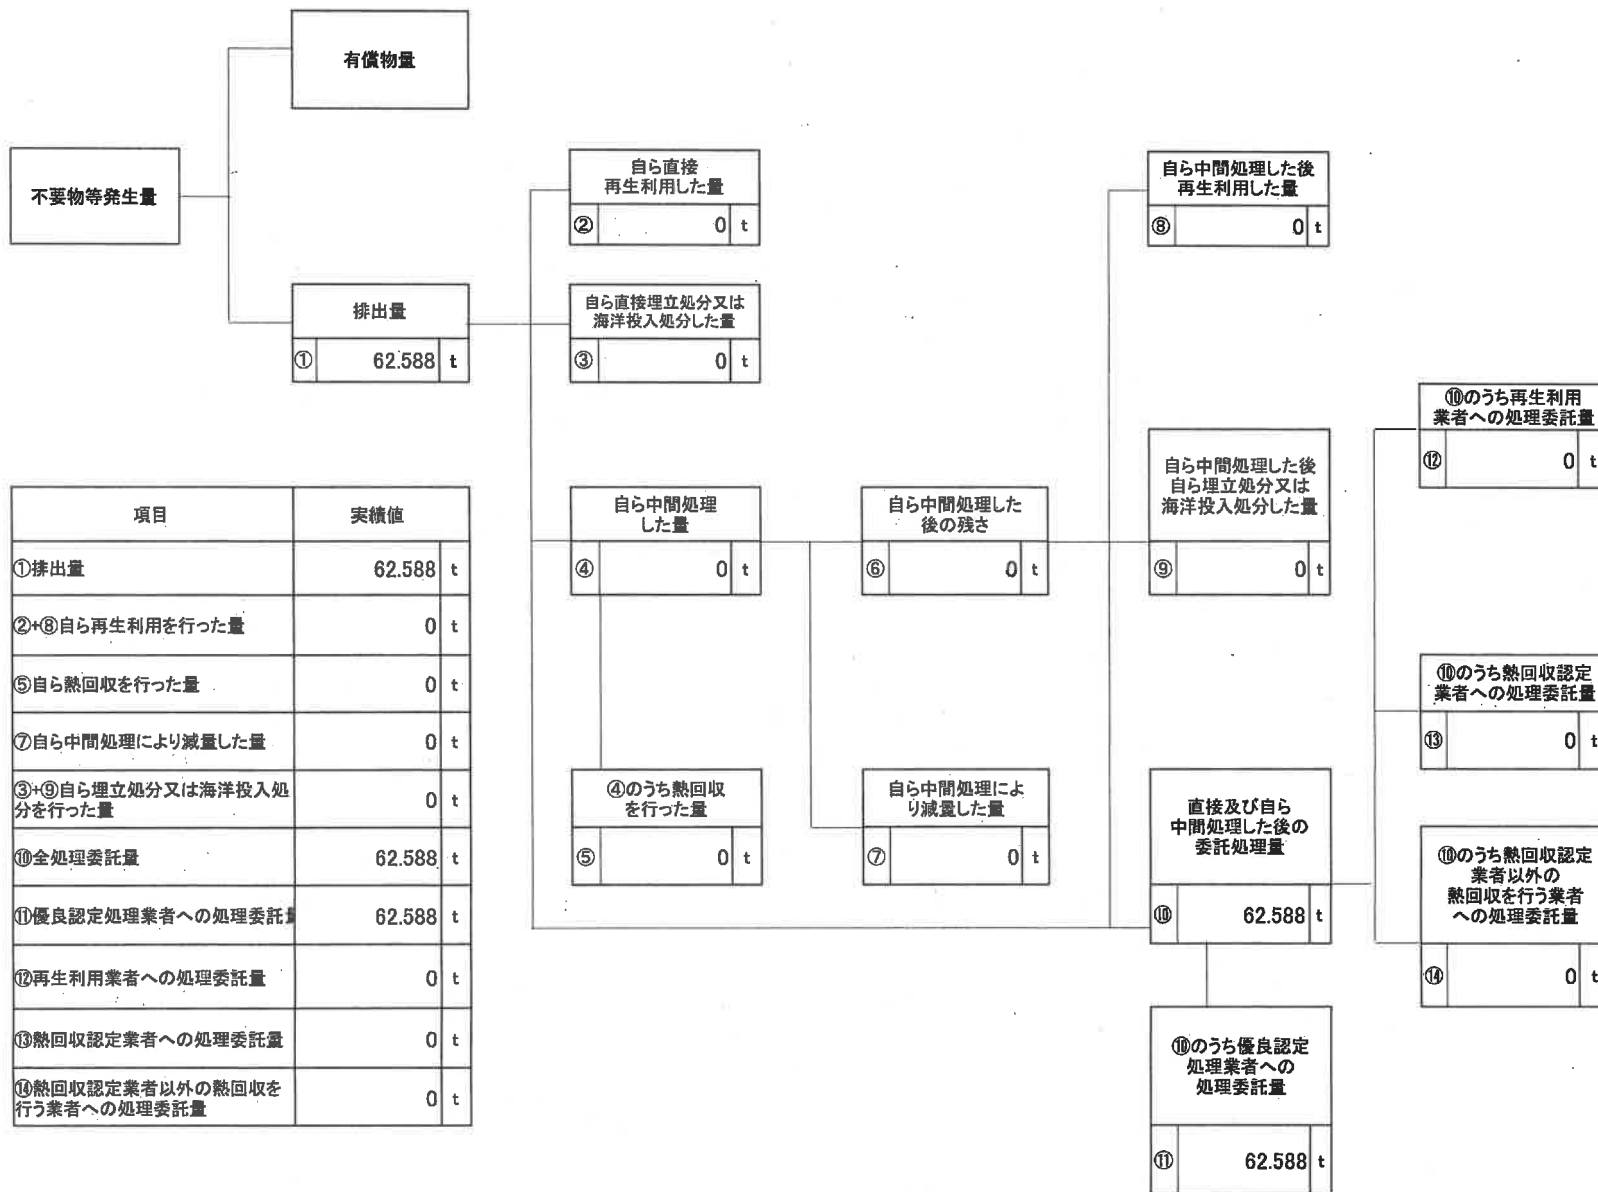 有償物量
不要物等発生量
排出量
① 62.588 t
自ら直接
再生利用した量
② 0 t
自ら直接埋立処分又は
海洋投入処分した量
③ 0 t
自ら中間処理
した量
④ 0 t
④のうち熱回収
を行った量
⑤ 0 t
自ら中間処理した
後の残さ
⑥ 0 t
自ら中間処理によ
り減量した量
⑦ 0 t
自ら中間処理した後
再生利用した量
⑧ 0 t
自ら中間処理した後
自ら埋立処分又は
海洋投入処分した量
⑨ 0 t
直接及び自ら
中間処理した後の
委託処理量
⑩ 62.588 t
⑩のうち優良認定
処理業者への
処理委託量
⑪ 62.588 t
⑩のうち再生利用
業者への処理委託量
⑫ 0 t
⑩のうち熱回収認定
業者への処理委託量
⑬ 0 t
⑩のうち熱回収認定
業者以外の
熱回収を行う業者
への処理委託量
⑭ 0 t
項目 実績値
①排出量 62.588 t
②+⑧自ら再生利用を行った量 0 t
⑤自ら熱回収を行った量 0 t
⑦自ら中間処理により減量した量 0 t
③+⑨自ら埋立処分又は海洋投入処
分を行った量 0 t
⑩全処理委託量 62.588 t
⑪優良認定処理業者への処理委託量 62.588 t
⑫再生利用業者への処理委託量 0 t
⑬熱回収認定業者への処理委託量 0 t
⑭熱回収認定業者以外の熱回収を
行う業者への処理委託量 0 t